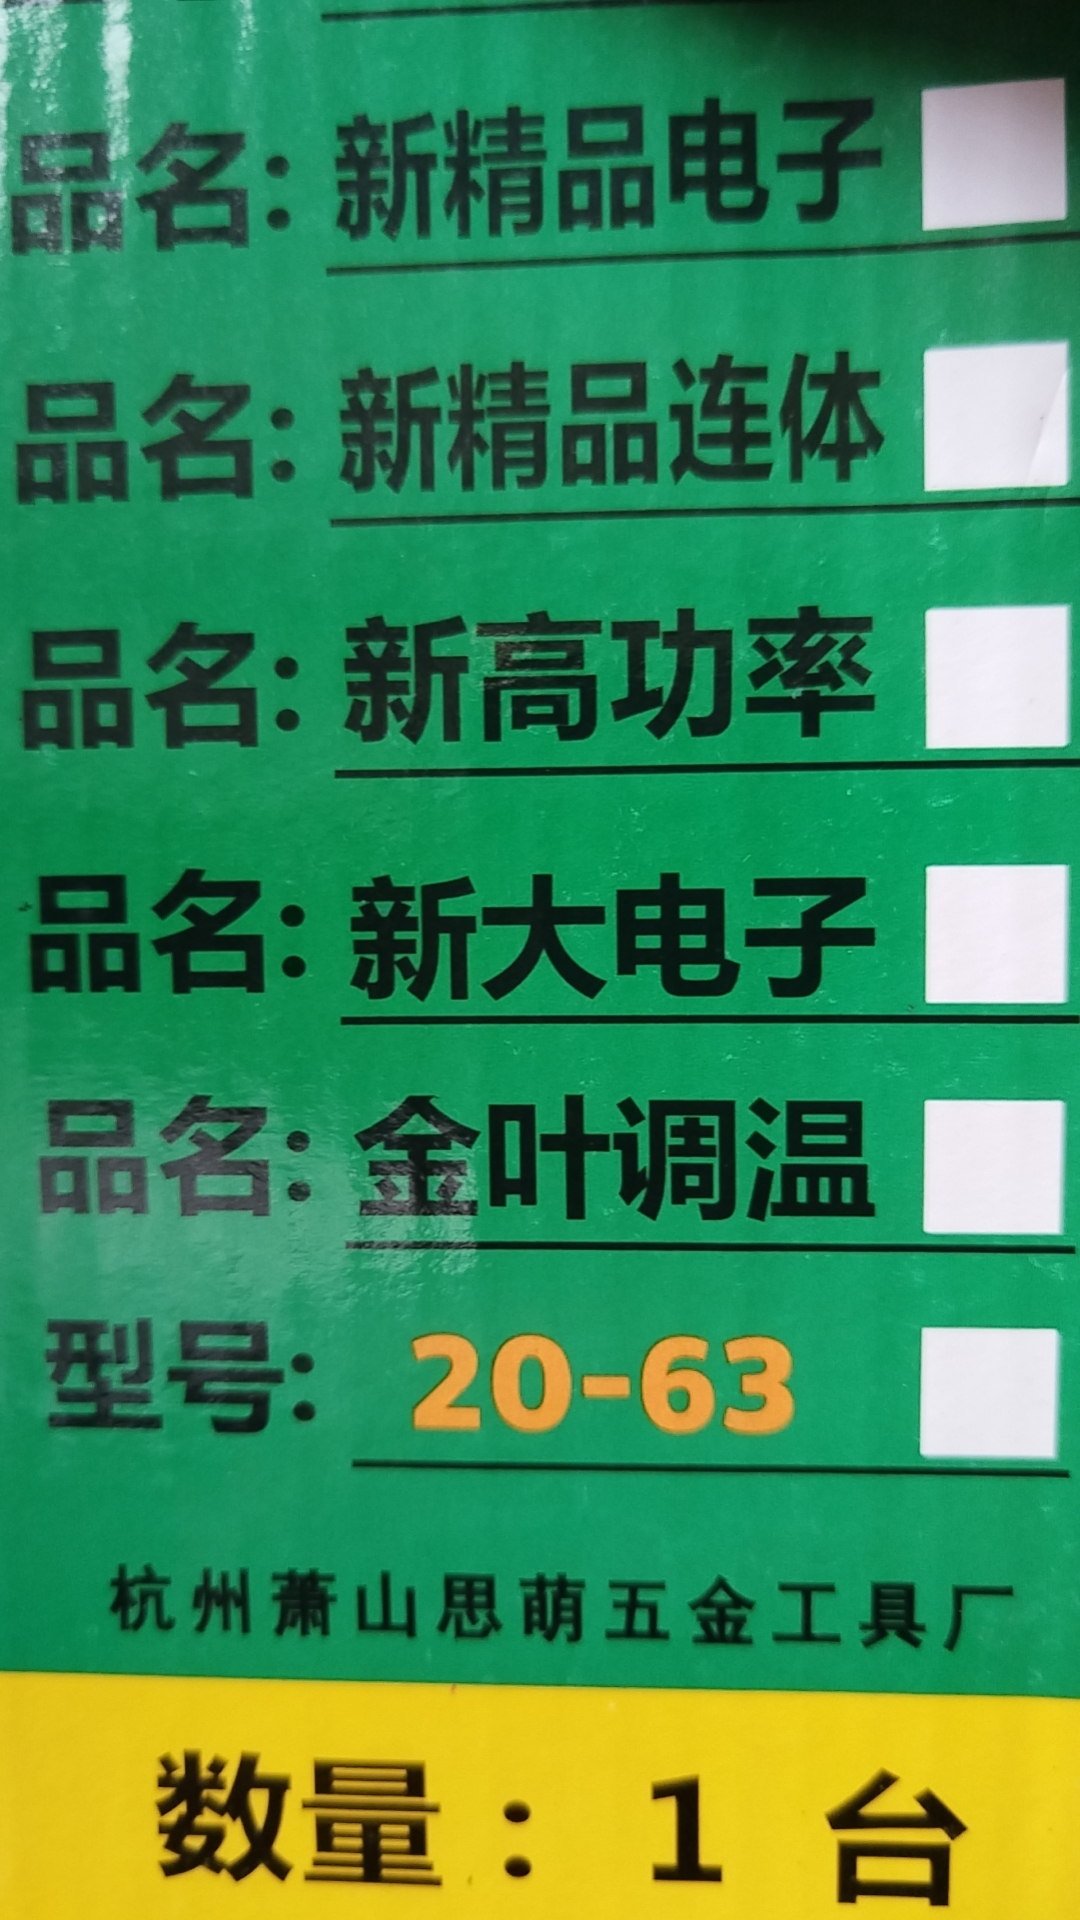 品名：新精品电子
品名：新精品连体
品名：新高功率
品名：新大电子
品名：金叶调温
型号：20-63
杭州萧山思萌五金工具厂
数量：1 台